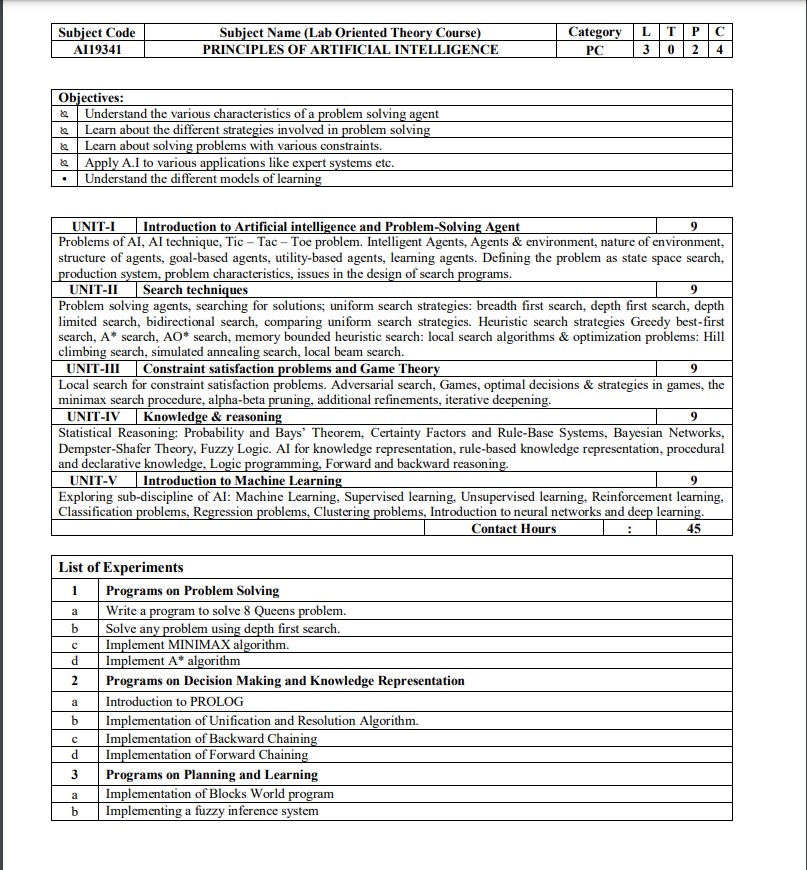 Subject Code Subject Name (Lab Oriented Theory Course) Category L T P C
AI19341 PRINCIPLES OF ARTIFICIAL INTELLIGENCE PC 3 0 2 4
Objectives:
Understand the various characteristics of a problem solving agent
Learn about the different strategies involved in problem solving
Learn about solving problems with various constraints.
Apply A.I to various applications like expert systems etc.
• Understand the different models of learning
UNIT-I Introduction to Artificial intelligence and Problem-Solving Agent 9
Problems of AI, AI technique, Tic – Tac – Toe problem. Intelligent Agents, Agents & environment, nature of environment,
structure of agents, goal-based agents, utility-based agents, learning agents. Defining the problem as state space search,
production system, problem characteristics, issues in the design of search programs.
UNIT-II Search techniques 9
Problem solving agents, searching for solutions; uniform search strategies: breadth first search, depth first search, depth
limited search, bidirectional search, comparing uniform search strategies. Heuristic search strategies Greedy best-first
search, A* search, AO* search, memory bounded heuristic search: local search algorithms & optimization problems: Hill
climbing search, simulated annealing search, local beam search.
UNIT-III Constraint satisfaction problems and Game Theory 9
Local search for constraint satisfaction problems. Adversarial search, Games, optimal decisions & strategies in games, the
minimax search procedure, alpha-beta pruning, additional refinements, iterative deepening.
UNIT-IV Knowledge & reasoning 9
Statistical Reasoning: Probability and Bays’ Theorem, Certainty Factors and Rule-Base Systems, Bayesian Networks,
Dempster-Shafer Theory, Fuzzy Logic. AI for knowledge representation, rule-based knowledge representation, procedural
and declarative knowledge, Logic programming, Forward and backward reasoning.
UNIT-V Introduction to Machine Learning 9
Exploring sub-discipline of AI: Machine Learning, Supervised learning, Unsupervised learning, Reinforcement learning,
Classification problems, Regression problems, Clustering problems, Introduction to neural networks and deep learning.
Contact Hours : 45
List of Experiments
1 Programs on Problem Solving
a Write a program to solve 8 Queens problem.
b Solve any problem using depth first search.
c Implement MINIMAX algorithm.
d Implement A* algorithm
2 Programs on Decision Making and Knowledge Representation
a Introduction to PROLOG
b Implementation of Unification and Resolution Algorithm.
c Implementation of Backward Chaining
d Implementation of Forward Chaining
3 Programs on Planning and Learning
a Implementation of Blocks World program
b Implementing a fuzzy inference system